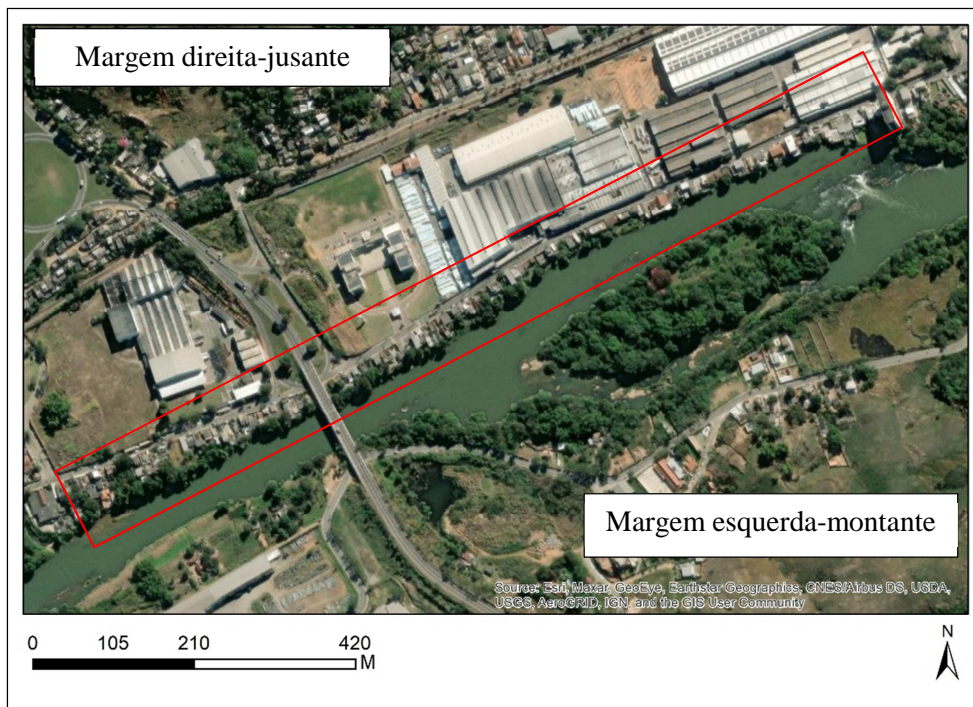 Margem direita-jusante
Margem esquerda-montante
Source: Esri, Maxar, GeoEye, Earthstar Geographics, CNES/Airbus DS, USDA,
USGS, AeroGRID, IGN, and the GIS User Community
0 105 210 420
M
N